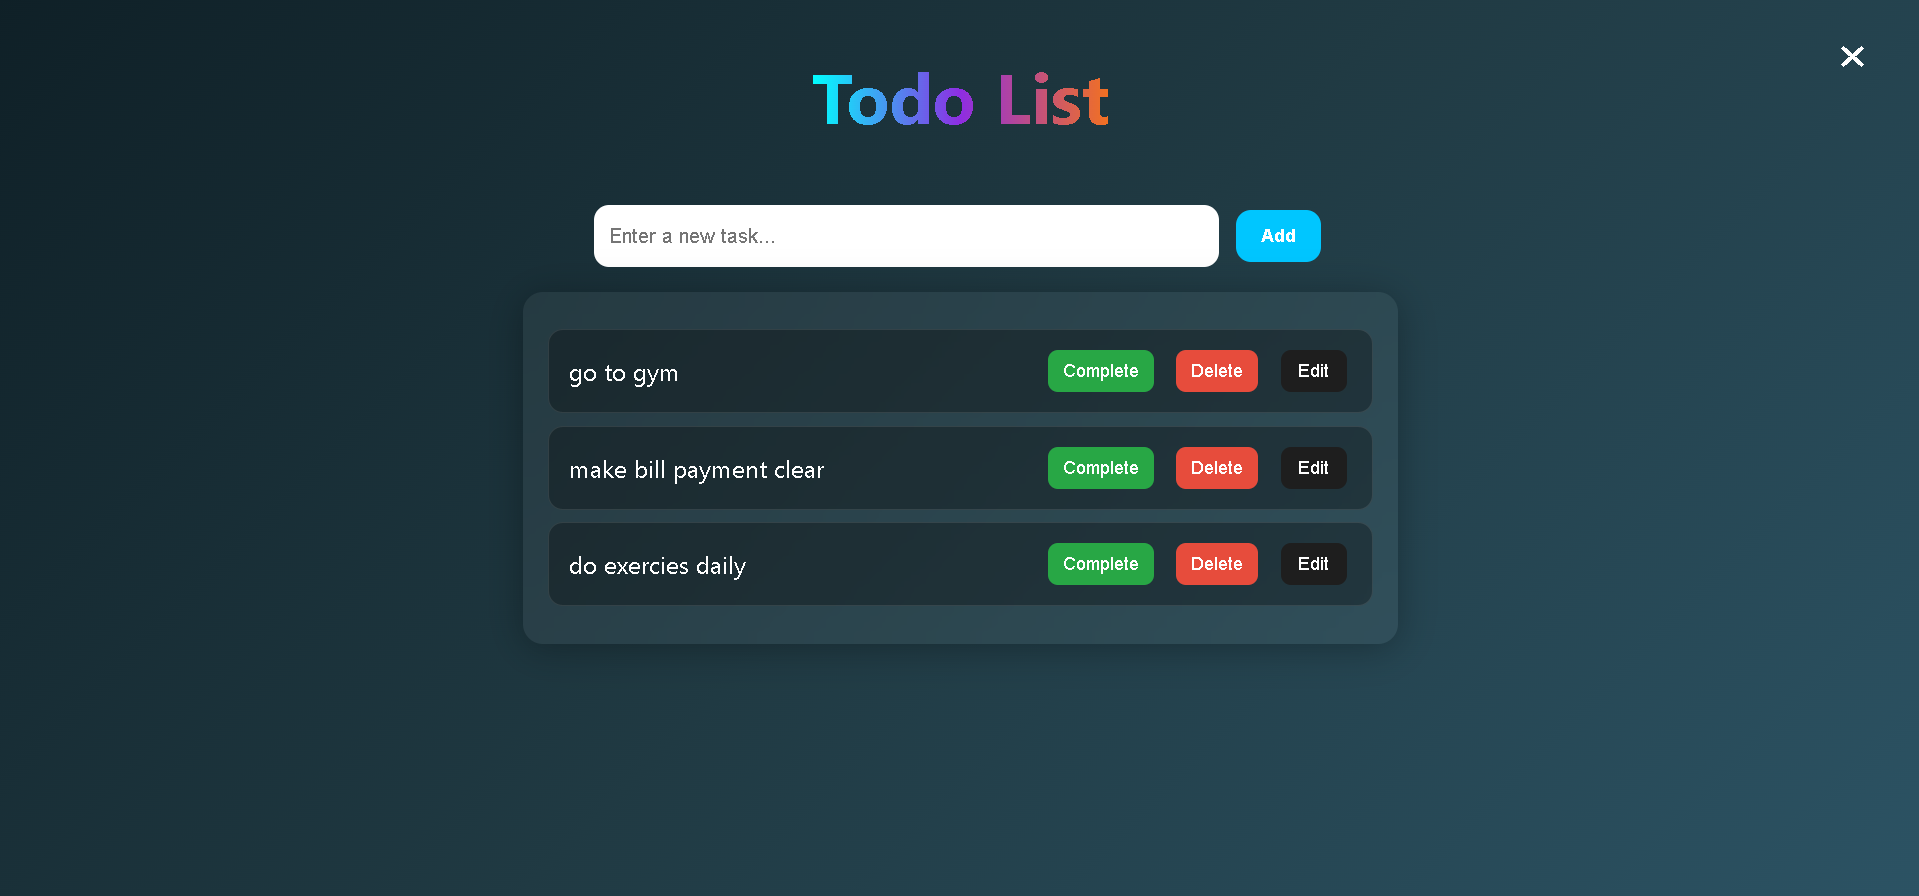 Todo List
Enter a new task...
Add
go to gym
Complete
Delete
Edit
make bill payment clear
Complete
Delete
Edit
do exercies daily
Complete
Delete
Edit